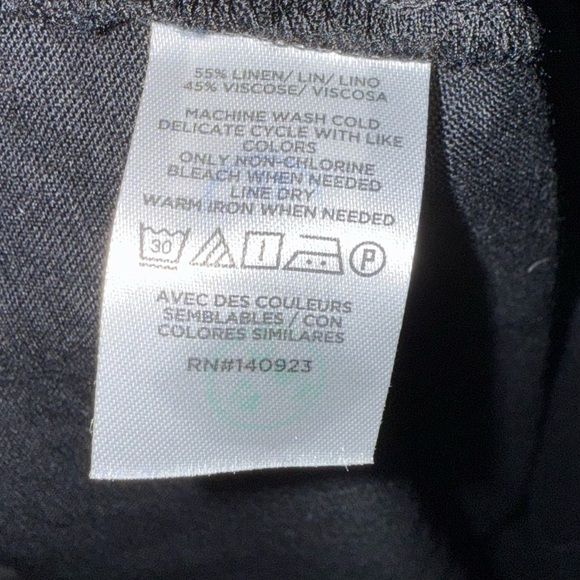 55% LINEN/ LIN/ LINO
45% VISCOSE/ VISCOSA
MACHINE WASH COLD
DELICATE CYCLE WITH LIKE
COLORS
ONLY NON-CHLORINE
BLEACH WHEN NEEDED
LINE DRY
WARM IRON WHEN NEEDED
30 P
AVEC DES COULEURS
SEMBLABLES / CON
COLORES SIMILARES
RN#140923